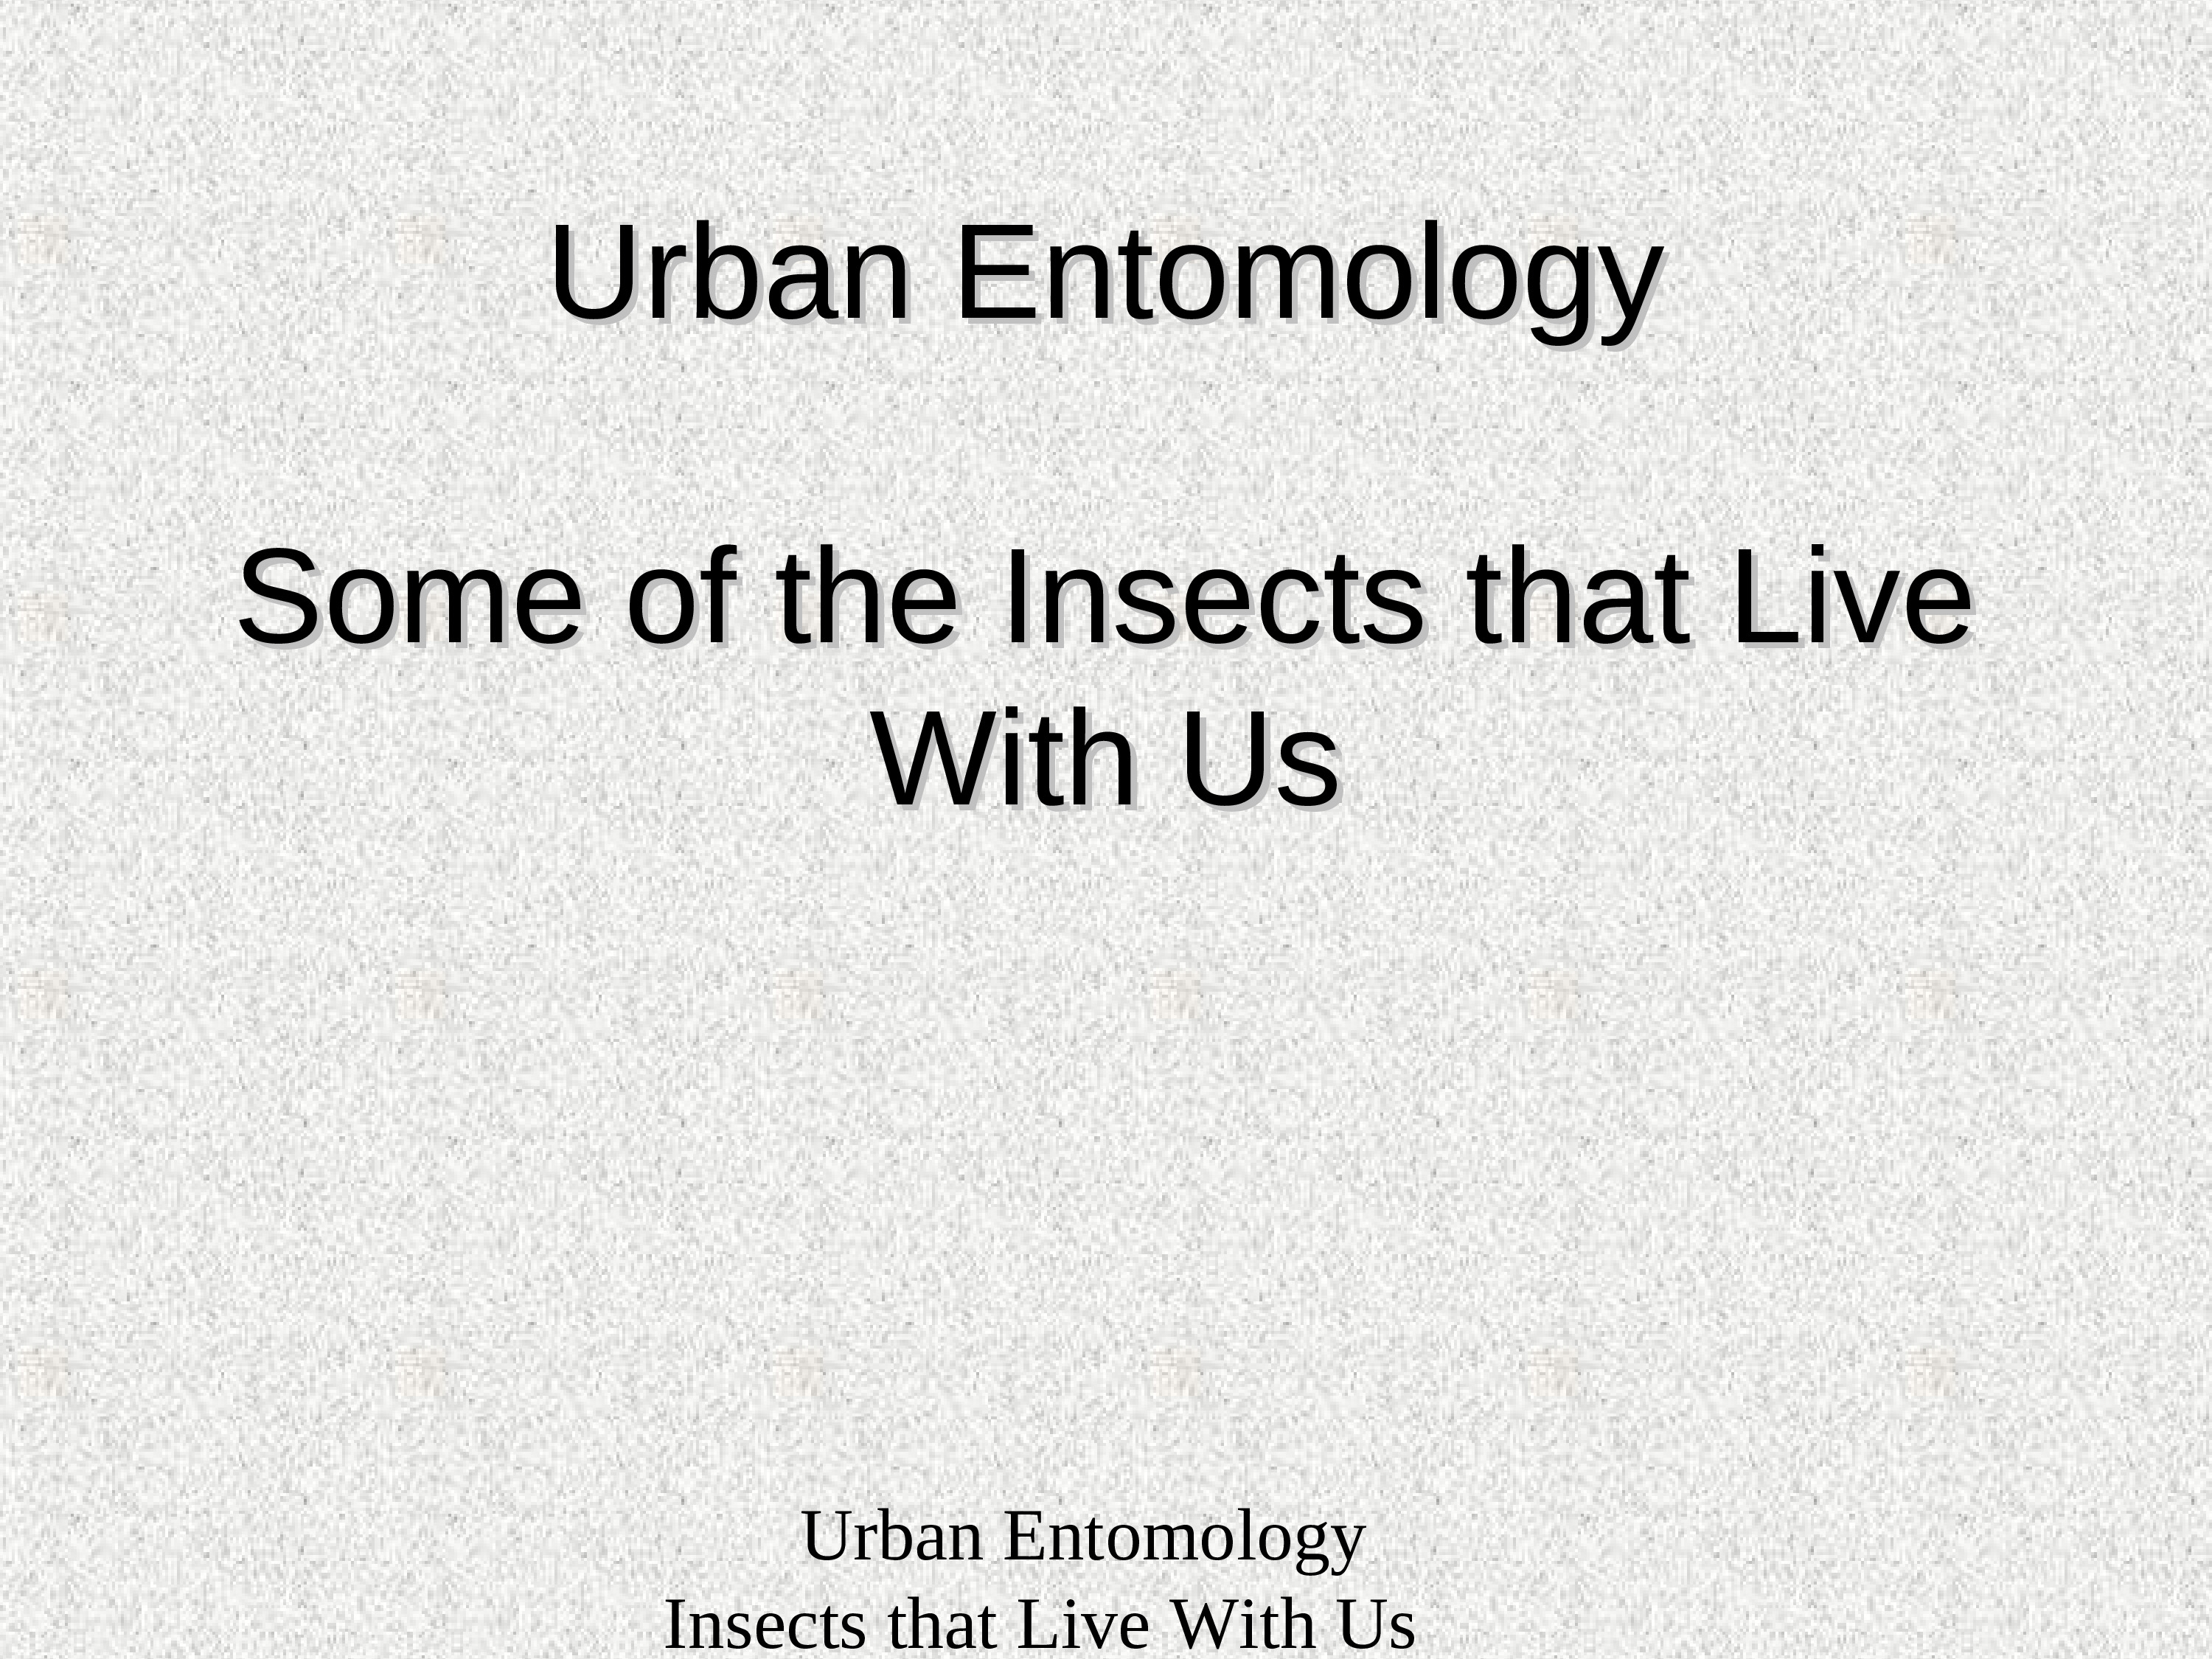 Urban Entomology
Some of the Insects that Live
With Us
Urban Entomology
Insects that Live With Us